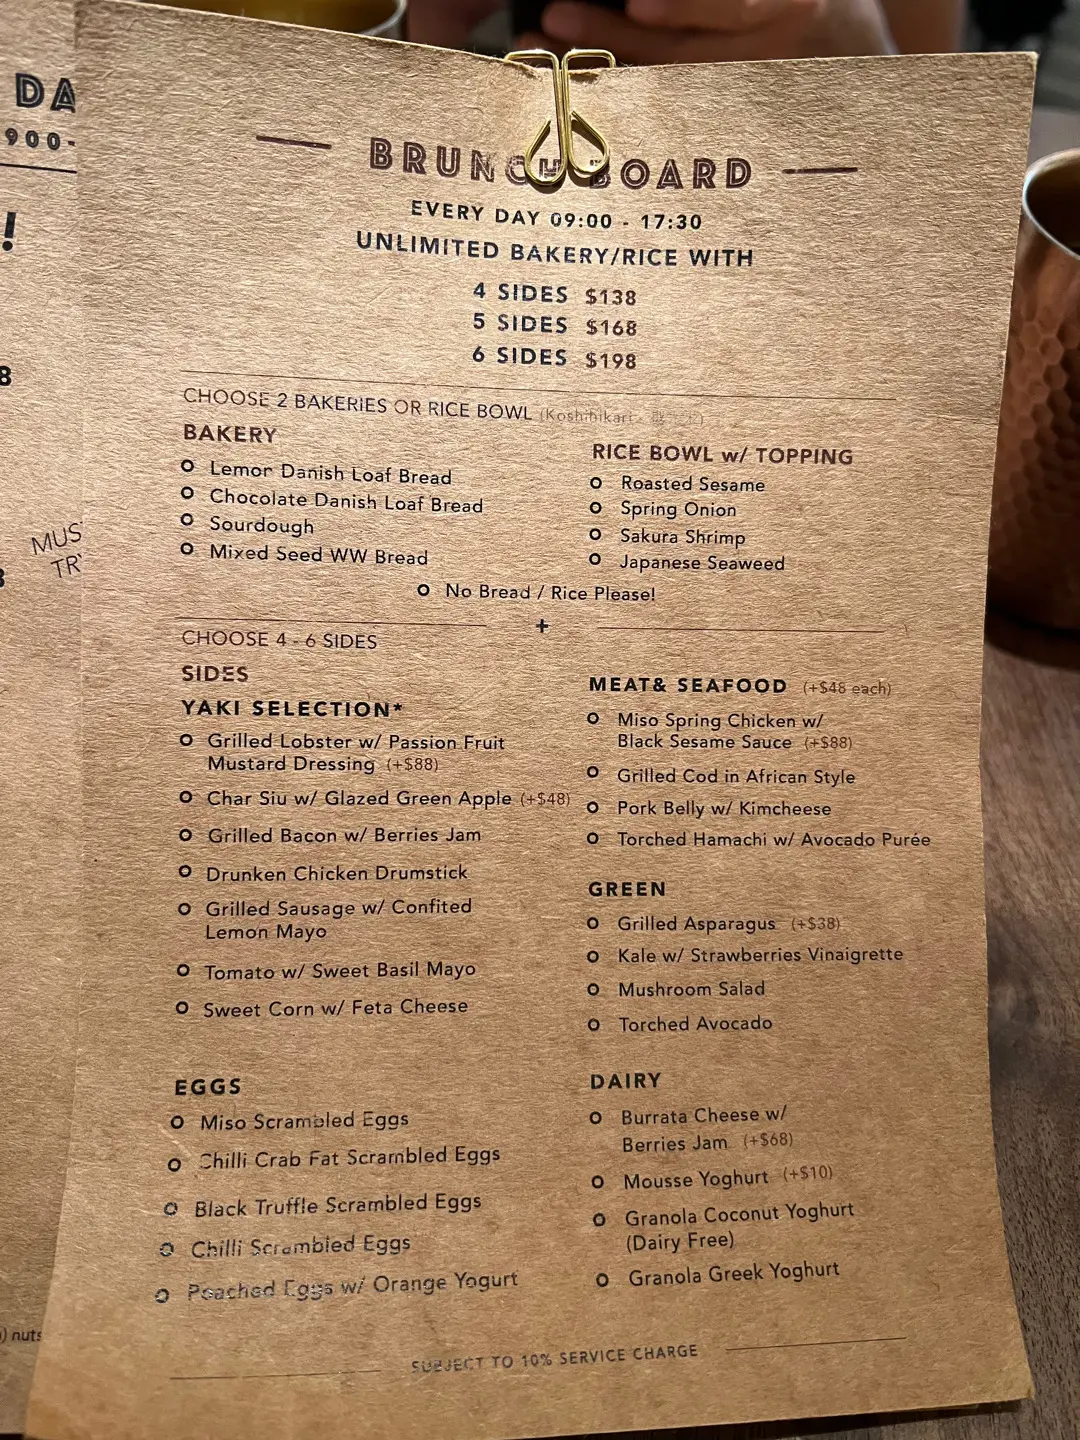 DA
900-
!
8
MUS
TRY
8
) nuts
BRUNCH BOARD
EVERY DAY 09:00 - 17:30
UNLIMITED BAKERY/RICE WITH
4 SIDES $138
5 SIDES $168
6 SIDES $198
CHOOSE 2 BAKERIES OR RICE BOWL (Koshihikari
BAKERY
Lemon Danish Loaf Bread
Chocolate Danish Loaf Bread
Sourdough
Mixed Seed WW Bread
RICE BOWL w/ TOPPING
Roasted Sesame
Spring Onion
Sakura Shrimp
Japanese Seaweed
No Bread / Rice Please!
+
CHOOSE 4 - 6 SIDES
SIDES
YAKI SELECTION*
Grilled Lobster w/ Passion Fruit
Mustard Dressing (+$88)
Char Siu w/ Glazed Green Apple (+$48)
Grilled Bacon w/ Berries Jam
Drunken Chicken Drumstick
Grilled Sausage w/ Confited
Lemon Mayo
Tomato w/ Sweet Basil Mayo
Sweet Corn w/ Feta Cheese
EGGS
Miso Scrambled Eggs
Chilli Crab Fat Scrambled Eggs
Black Truffle Scrambled Eggs
Chilli Scrambled Eggs
Poached Eggs w/ Orange Yogurt
MEAT& SEAFOOD (+$48 each)
Miso Spring Chicken w/
Black Sesame Sauce (+$88)
Grilled Cod in African Style
Pork Belly w/ Kimcheese
Torched Hamachi w/ Avocado Purée
GREEN
Grilled Asparagus (+$38)
Kale w/ Strawberries Vinaigrette
Mushroom Salad
Torched Avocado
DAIRY
Burrata Cheese w/
Berries Jam (+$68)
Mousse Yoghurt (+$10)
Granola Coconut Yoghurt
(Dairy Free)
Granola Greek Yoghurt
SUBJECT TO 10% SERVICE CHARGE